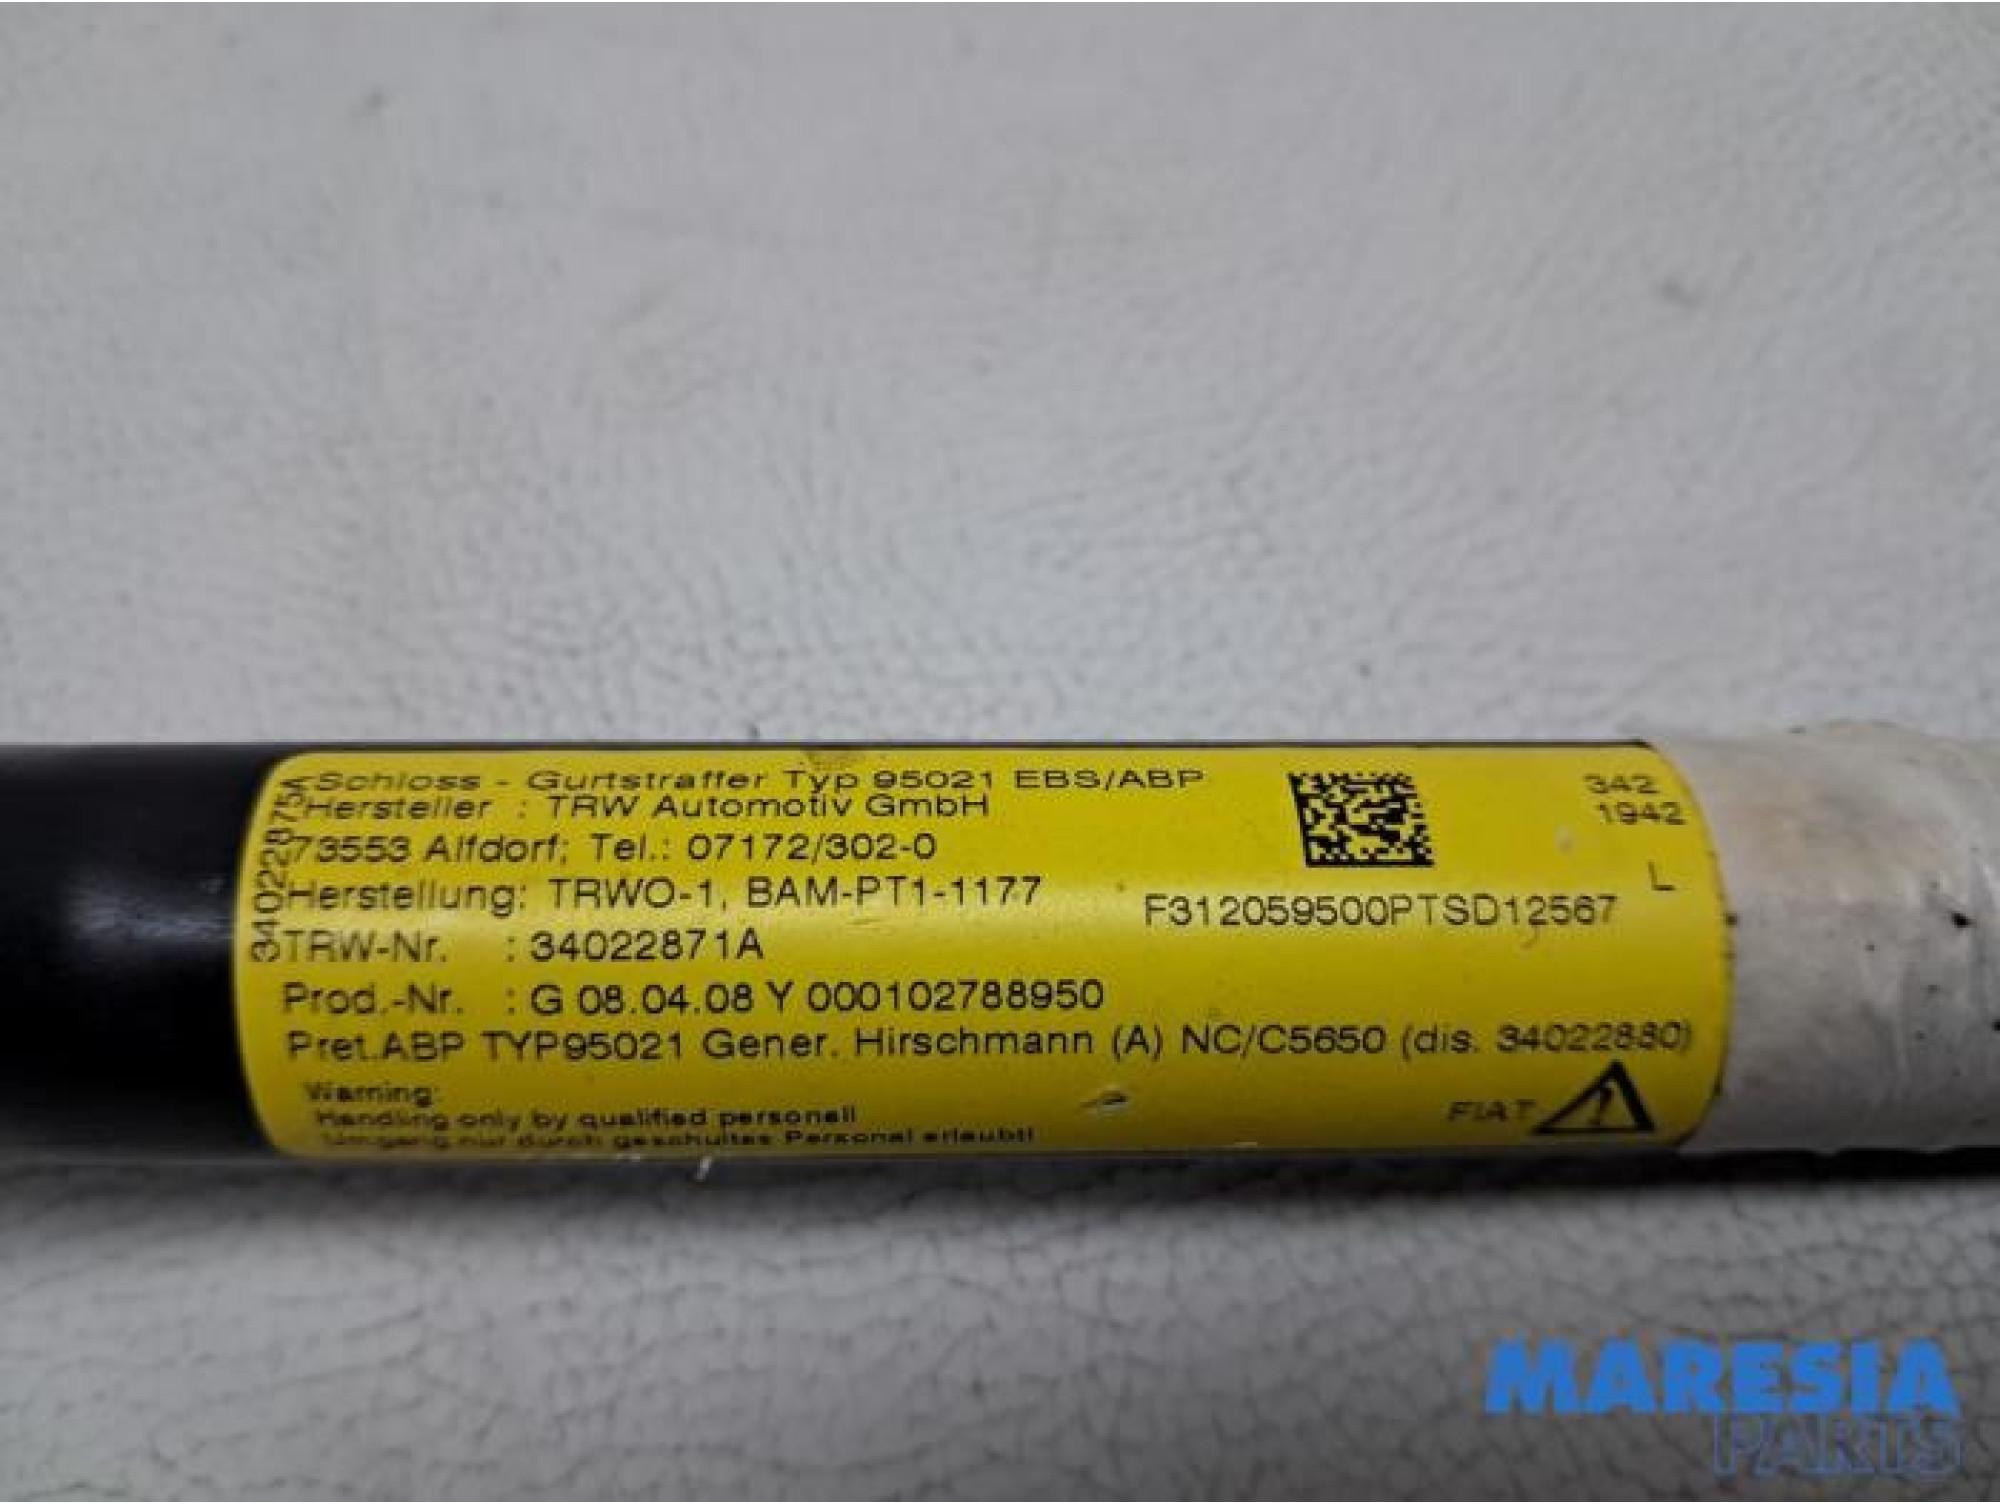 34022875A
Schloss - Gurtstraffer Typ 95021 EBS/ABP
Hersteller : TRW Automotiv GmbH
73553 Alfdorf; Tel.: 07172/302-0
Herstellung: TRWO-1, BAM-PT1-1177
TRW-Nr. : 34022871A
Prod.-Nr. : G 08.04.08 Y 000102788950
Pret.ABP TYP95021 Gener. Hirschmann (A) NC/C5650 (dis. 34022880)
Warning:
Handling only by qualified personell
Umgang nur durch geschultes Personal erlaubt!
342
1942
L
F312059500PTSD12567
FIAT
MARESIA
PARTS